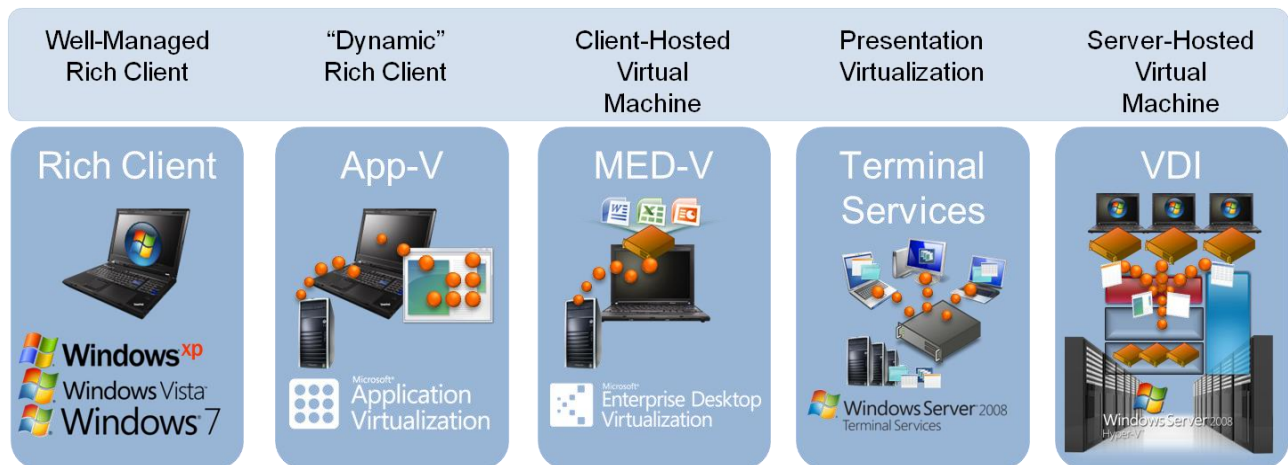 Well-Managed
Rich Client
“Dynamic”
Rich Client
Client-Hosted
Virtual
Machine
Presentation
Virtualization
Server-Hosted
Virtual
Machine
Rich Client
Windows xp
Windows Vista
Windows 7
App-V
Microsoft
Application
Virtualization
MED-V
Microsoft
Enterprise Desktop
Virtualization
Terminal
Services
Windows Server 2008
Terminal Services
VDI
Windows Server 2008
Hyper-V